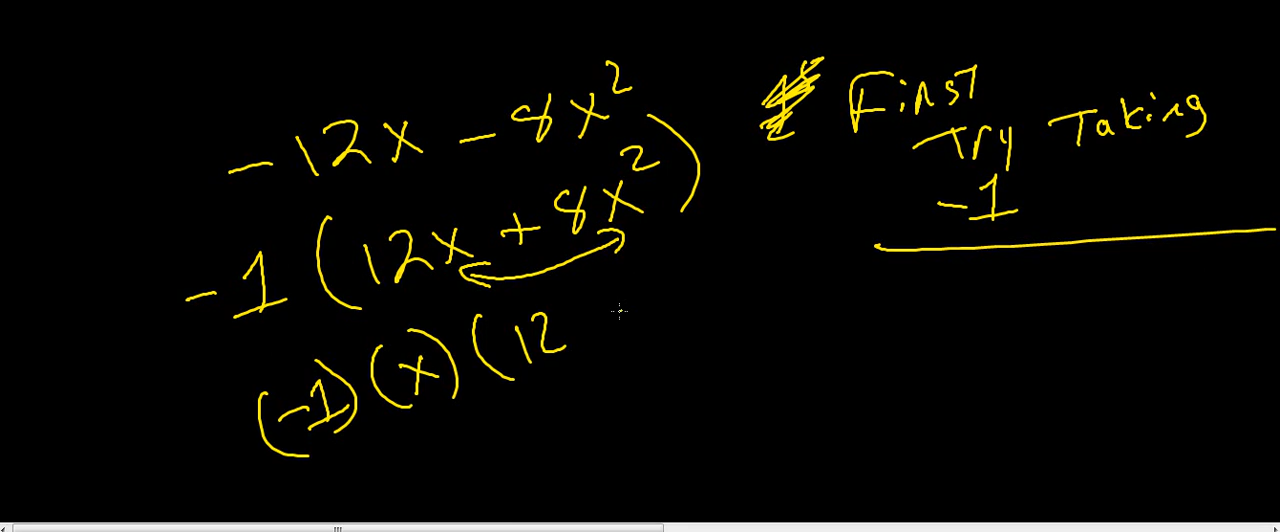 -12x - 8x²
-1 (12x + 8x²)
(-1)(x)(12
First
Try Taking
-1